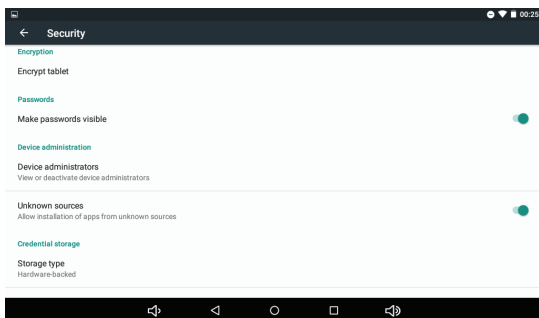 00:25
Security
Encryption
Encrypt tablet
Passwords
Make passwords visible
Device administration
Device administrators
View or deactivate device administrators
Unknown sources
Allow installation of apps from unknown sources
Credential storage
Storage type
Hardware-backed